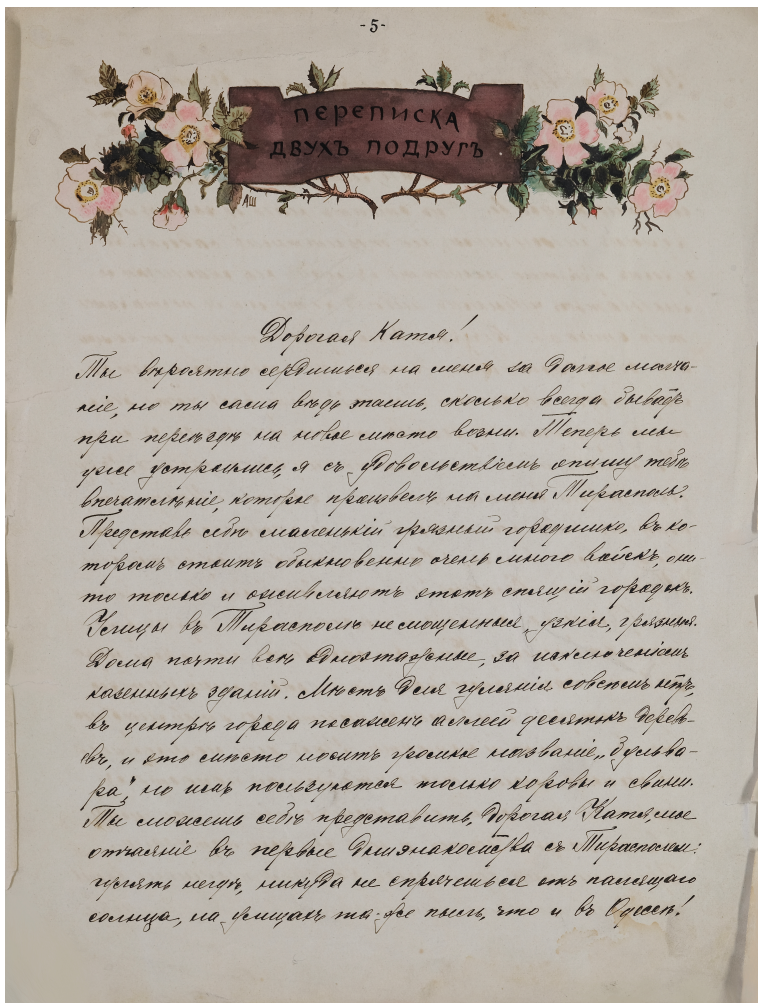 -5-
ПЕРЕПИСКА
ДВУХЪ ПОДРУГЪ
АШ
Дорогая Катя!
Ты вѣроятно сердишься на меня за долгое молча-
ніе, но ты сама вѣдь знаешь, сколько всегда бываетъ
при переѣздѣ на новое мѣсто возни. Теперь мы
уже устроились, я съ удовольствіемъ опишу тебѣ
впечатлѣніе, которое произвелъ на меня Тирасполь.
Представь себѣ маленькій грязный городишко, въ ко-
торомъ стоитъ обыкновенно очень много войскъ, они-
то только и оживляютъ этотъ спящій городокъ.
Улицы въ Тирасполѣ немощенныя, узкія, грязныя.
Дома почти всѣ одноэтажные, за исключеніемъ
казенныхъ зданій. Мѣстъ для гулянія совсѣмъ нѣтъ,
въ центрѣ города посаженъ аллеей десятокъ деревь-
евъ, и это мѣсто носитъ громкое названіе „бульва-
ра", но имъ пользуются только коровы и свиньи.
Ты можешь себѣ представить, дорогая Катя, мое
отчаяніе въ первые дни знакомства съ Тирасполем:
гулять негдѣ, никуда не спрячешься отъ палящаго
солнца, на улицахъ та-же пыль, что и въ Одессѣ!